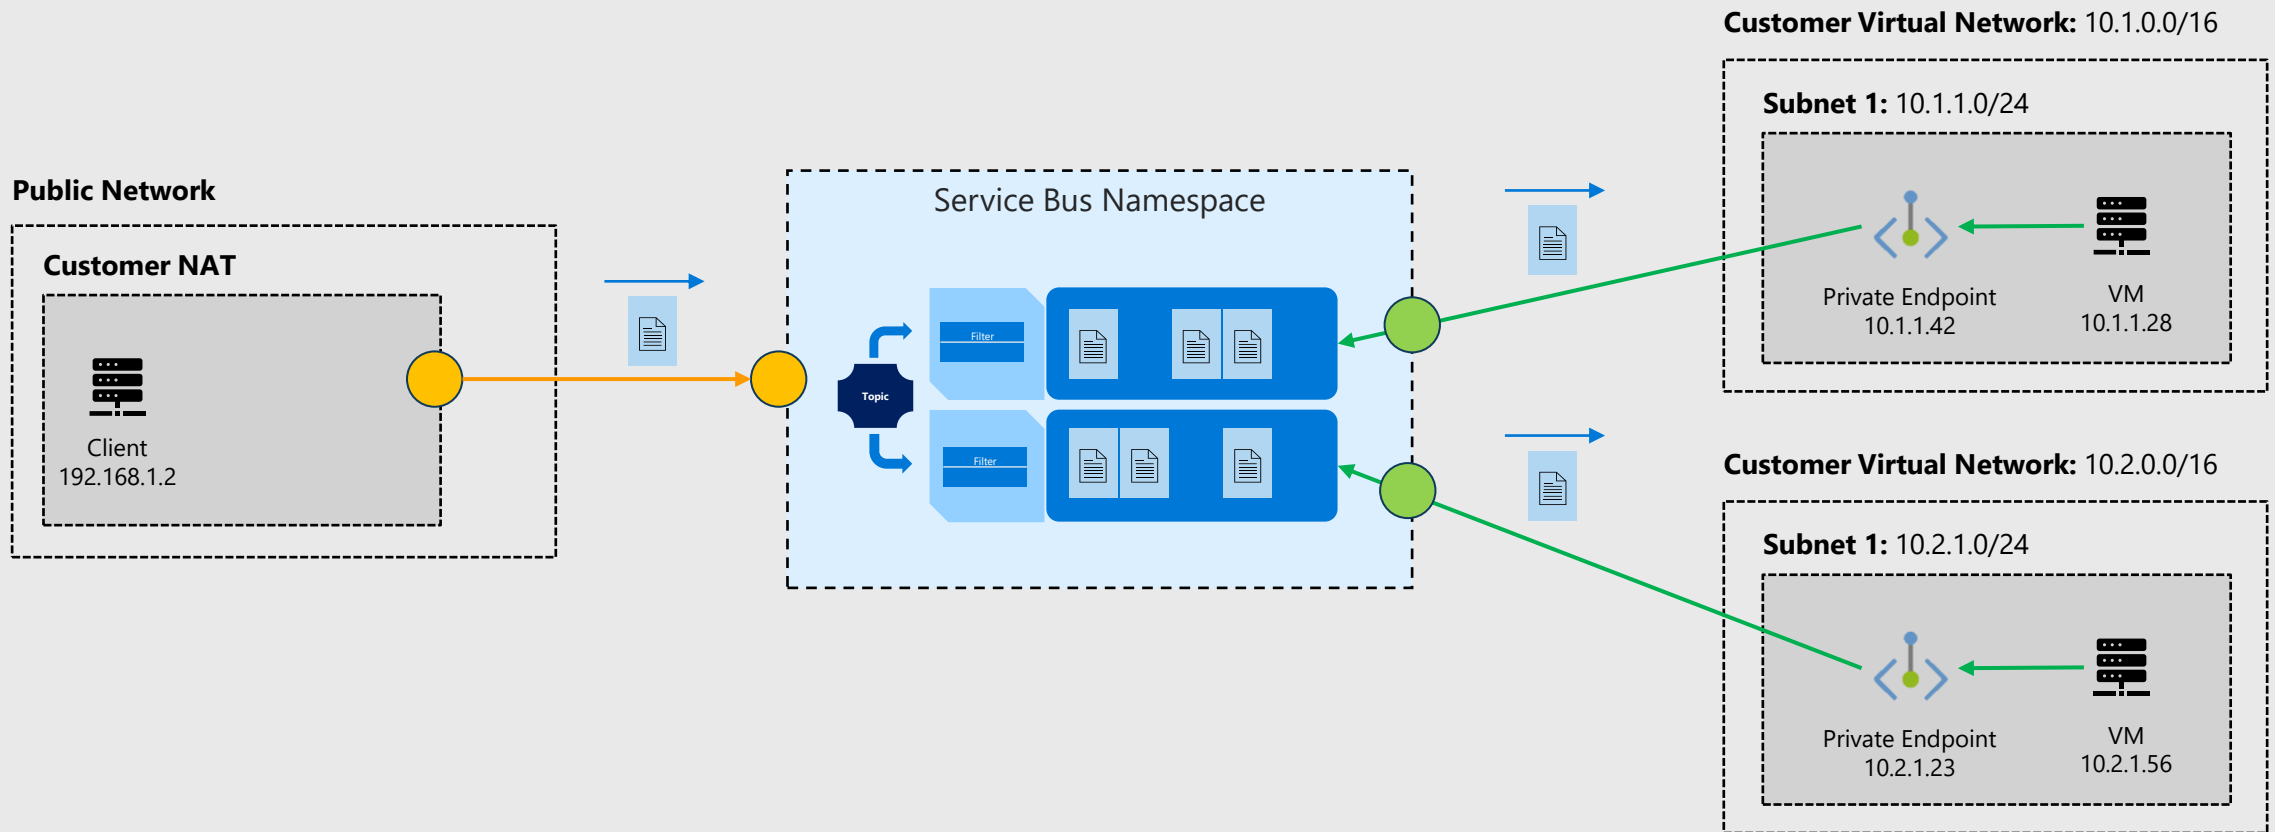 Public Network
Customer NAT
Client
192.168.1.2
Service Bus Namespace
Topic
Filter
Filter
Customer Virtual Network: 10.1.0.0/16
Subnet 1: 10.1.1.0/24
Private Endpoint
10.1.1.42
VM
10.1.1.28
Customer Virtual Network: 10.2.0.0/16
Subnet 1: 10.2.1.0/24
Private Endpoint
10.2.1.23
VM
10.2.1.56